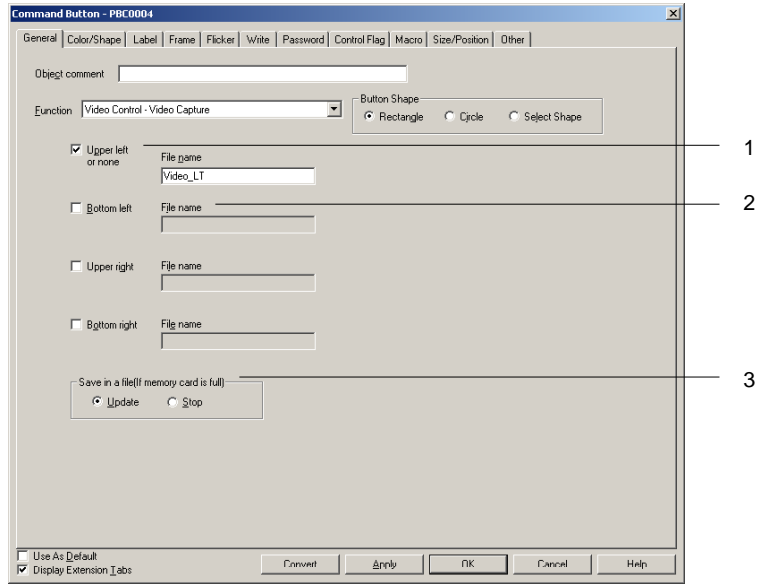 Command Button - PBC0004
General Color/Shape Label Frame Flicker Write Password Control Flag Macro Size/Position Other
Object comment
Function Video Control - Video Capture
Button Shape
Rectangle Circle Select Shape
Upper left or none
File name
Video_LT
1
Bottom left File name
2
Upper right File name
Bottom right File name
Save in a file(If memory card is full)
3
Update Stop
Use As Default
Display Extension Tabs
Convert Apply OK Cancel Help